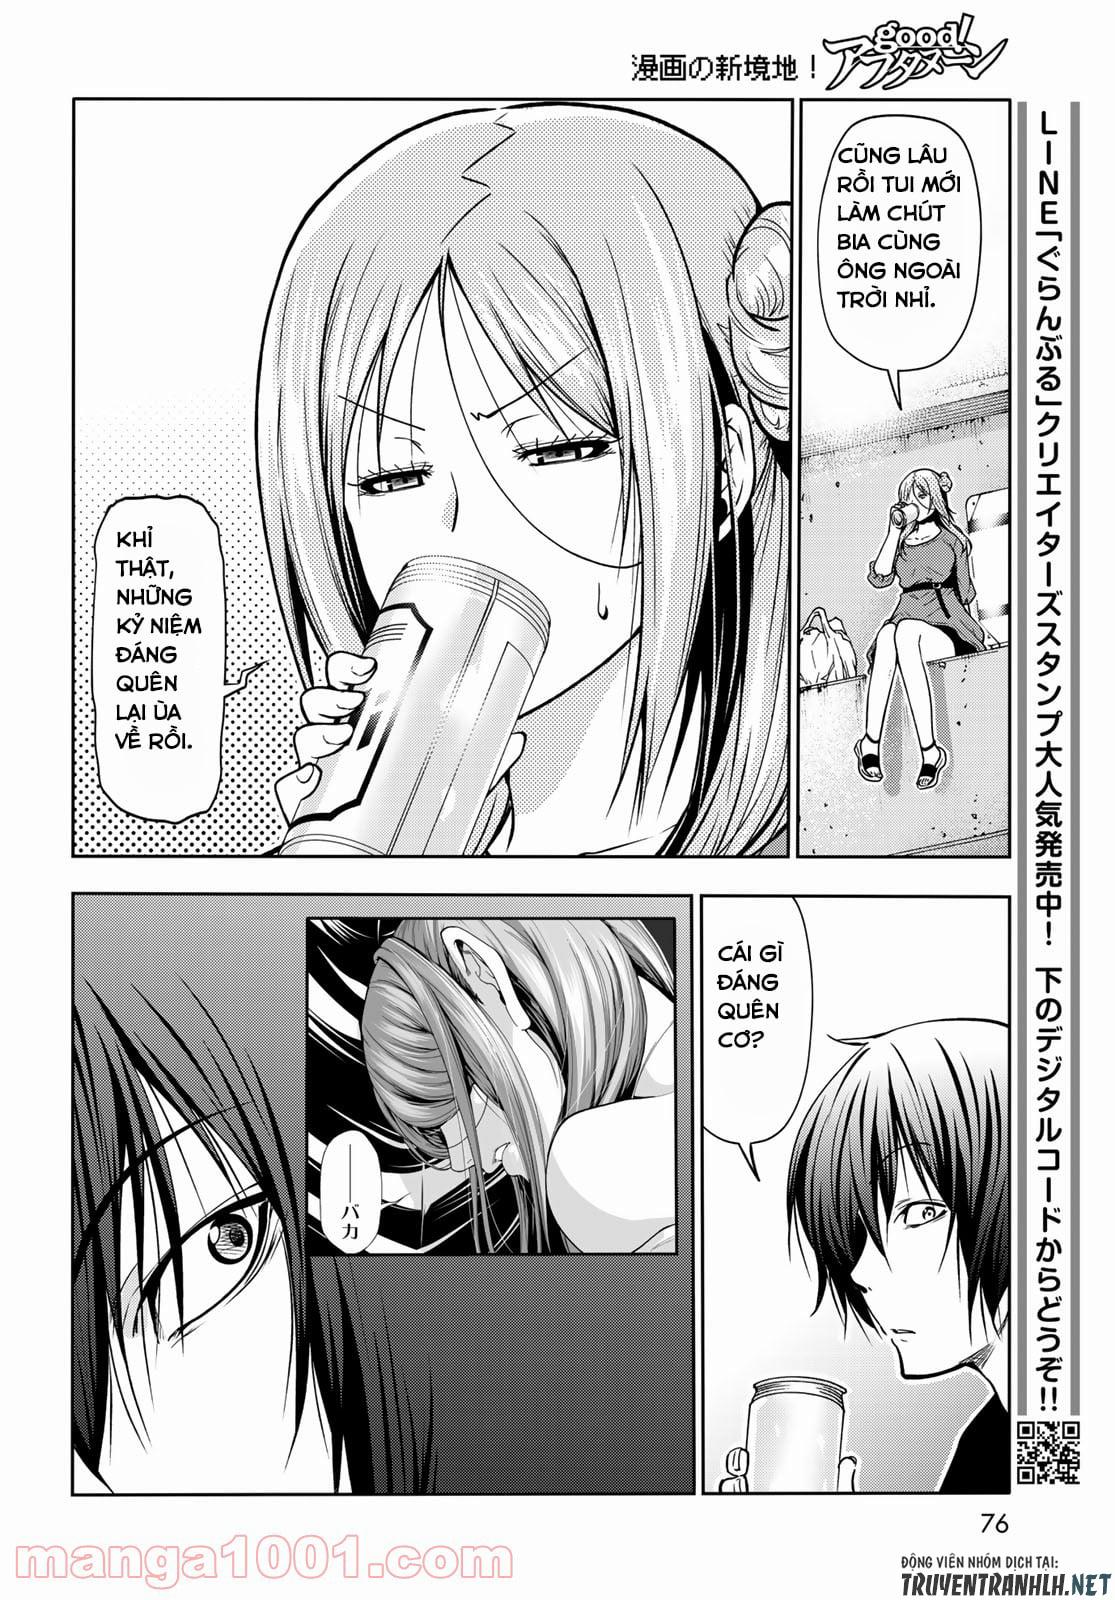 漫画の新境地！
good!
アフタヌーン
LINE「ぐらんぶる」クリエイターズスタンプ大人気発売中！ 下のデジタルコードからどうぞ!!
CŨNG LÂU
RỒI TUI MỚI
LÀM CHÚT
BIA CÙNG
ÔNG NGOÀI
TRỜI NHỈ.
KHỈ
THẬT,
NHỮNG
KỶ NIỆM
ĐÁNG
QUÊN
LẠI ÙA
VỀ RỒI.
CÁI GÌ
ĐÁNG
QUÊN
CƠ?
――バカ
76
manga1001.com
ĐỘNG VIÊN NHÓM DỊCH TẠI:
TRUYENTRANHLH.NET